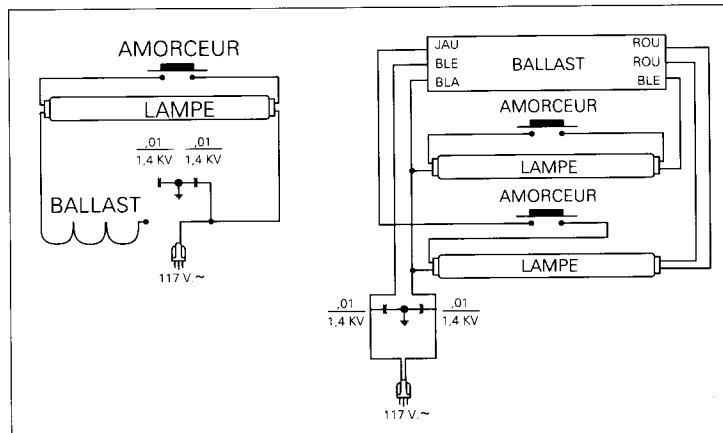 AMORCEUR
LAMPE
,01 ,01
1,4 KV 1,4 KV
BALLAST
117 V.~
JAU ROU
BLE BALLAST ROU
BLA BLE
AMORCEUR
LAMPE
AMORCEUR
LAMPE
,01 ,01
1,4 KV 1,4 KV
117 V.~